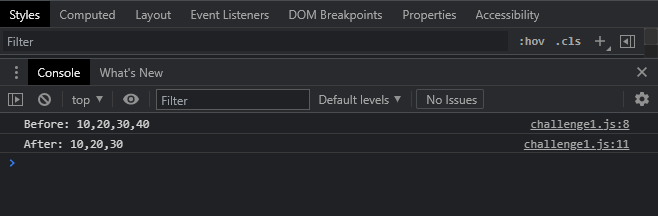 Styles Computed Layout Event Listeners DOM Breakpoints Properties Accessibility
Filter :hov .cls
Console What's New
top Filter Default levels No Issues
Before: 10,20,30,40 challenge1.js:8
After: 10,20,30 challenge1.js:11